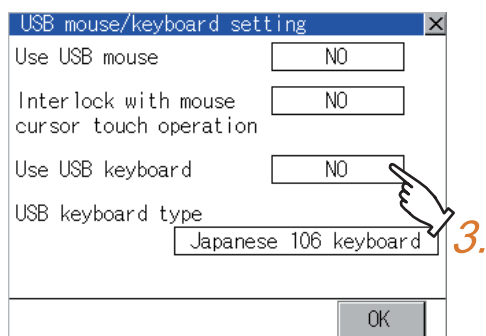 USB mouse/keyboard setting ×
Use USB mouse NO
Interlock with mouse NO
cursor touch operation
Use USB keyboard NO
USB keyboard type
Japanese 106 keyboard
3.
OK